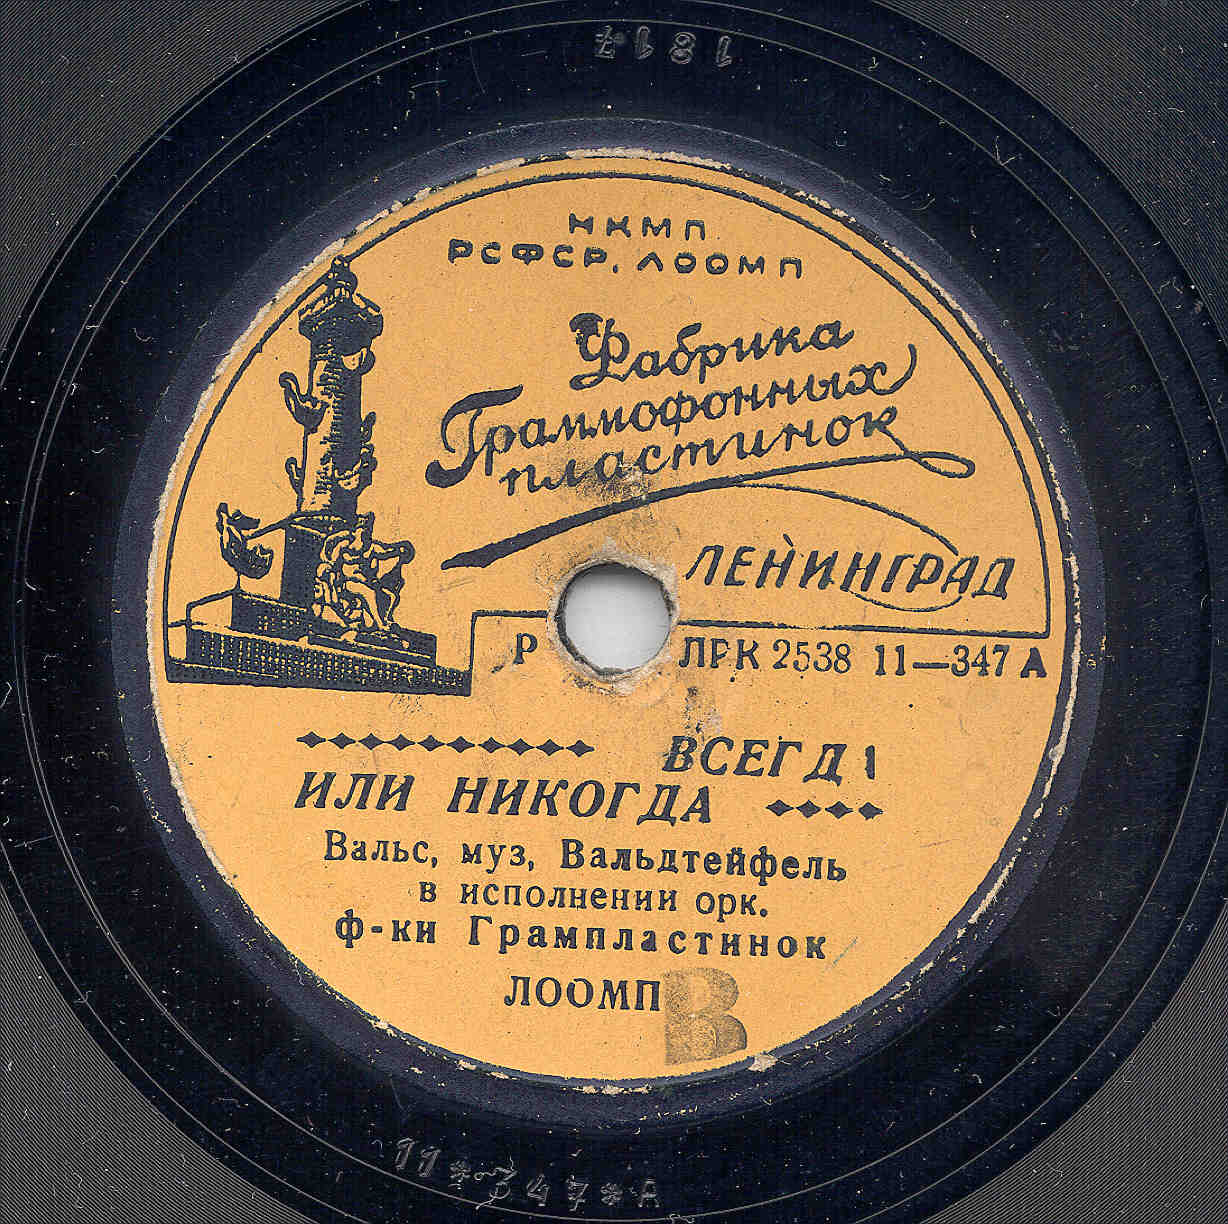 1817
НКМП
РСФСР. ЛООМП
Фабрика
Граммофонных
пластинок
ЛЕНИНГРАД
Р ЛРК 2538 11—347 А
ВСЕГД
ИЛИ НИКОГДА
Вальс, муз, Вальдтейфель
в исполнении орк.
ф-ки Грампластинок
ЛООМП
В
11*-347*А